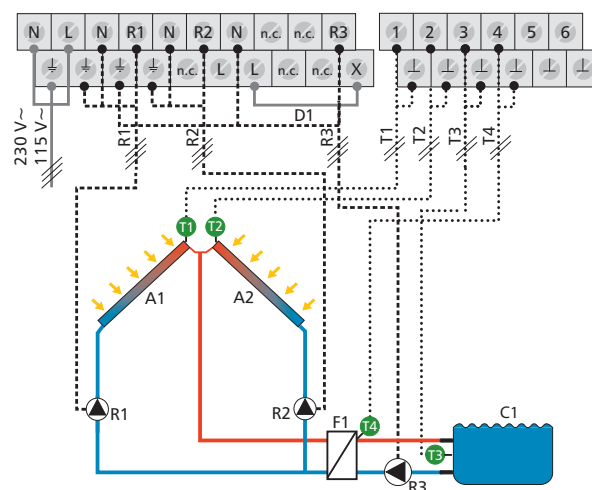 N L N R1 N R2 N n.c. n.c. R3
n.c. L L n.c. n.c. X
1 2 3 4 5 6
D1
230 V~
115 V~
R1
R2
R3
T1
T2
T3
T4
T1 T2
A1 A2
R1 R2 F1 T4 C1
T3
R3